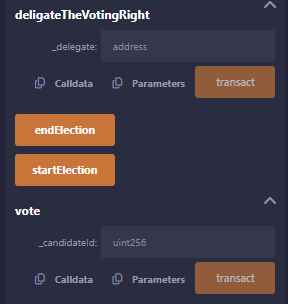 deligateTheVotingRight
_delegate: address
Calldata Parameters transact
endElection
startElection
vote
_candidateId: uint256
Calldata Parameters transact